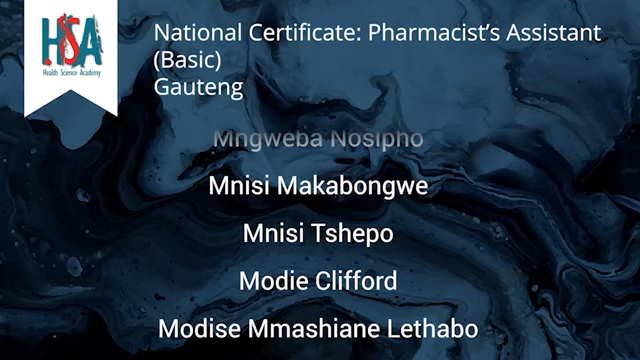 HSA
Health Science Academy
National Certificate: Pharmacist’s Assistant
(Basic)
Gauteng
Mngweba Nosipho
Mnisi Makabongwe
Mnisi Tshepo
Modie Clifford
Modise Mmashiane Lethabo